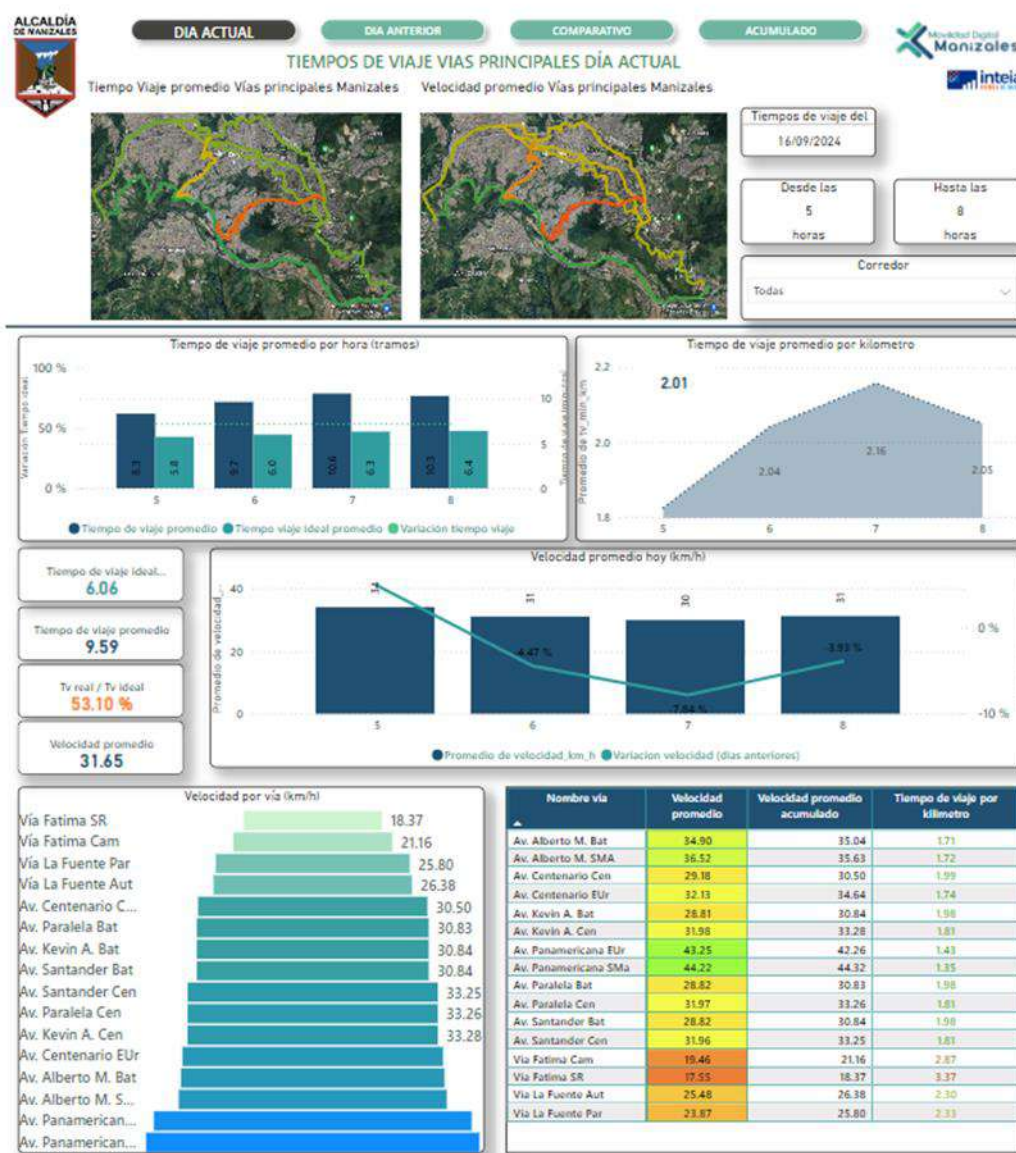 ALCALDÍA
DE MANIZALES
DIA ACTUAL
DIA ANTERIOR
COMPARATIVO
ACUMULADO
Movilidad Digital
Manizales
TIEMPOS DE VIAJE VIAS PRINCIPALES DÍA ACTUAL
Tiempo Viaje promedio Vías principales Manizales
Velocidad promedio Vías principales Manizales
Tiempos de viaje del
16/09/2024
Desde las
5
horas
Hasta las
8
horas
Corredor
Todas
Tiempo de viaje promedio por hora (tramos)
Variación Tiempo ideal
100 %
50 %
0 %
10
5
0
8.3
5.8
9.7
6.0
10.6
6.3
10.3
6.4
5
6
7
8
Tiempo de viaje promedio
Tiempo viaje ideal promedio
Variación tiempo viaje
Tiempo de viaje promedio por kilometro
Promedio de tv_min_km
2.2
2.0
1.8
2.01
2.04
2.16
2.05
5
6
7
8
Tiempo de viaje ideal...
6.06
Tiempo de viaje promedio
9.59
Tv real / Tv ideal
53.10 %
Velocidad promedio
31.65
Velocidad promedio hoy (km/h)
Promedio de velocidad_...
40
20
0
34
31
30
31
-4.47 %
-7.84 %
-3.93 %
0 %
-10 %
5
6
7
8
Promedio de velocidad_km_h
Variacion velocidad (dias anteriores)
Velocidad por vía (km/h)
Vía Fatima SR 18.37
Vía Fatima Cam 21.16
Vía La Fuente Par 25.80
Vía La Fuente Aut 26.38
Av. Centenario C... 30.50
Av. Paralela Bat 30.83
Av. Kevin A. Bat 30.84
Av. Santander Bat 30.84
Av. Santander Cen 33.25
Av. Paralela Cen 33.26
Av. Kevin A. Cen 33.28
Av. Centenario EUr
Av. Alberto M. Bat
Av. Alberto M. S...
Av. Panamerican...
Av. Panamerican...
Nombre via Velocidad promedio Velocidad promedio acumulado Tiempo de viaje por kilimetro
Av. Alberto M. Bat 34.90 35.04 1.71
Av. Alberto M. SMA 36.52 35.63 1.72
Av. Centenario Cen 29.18 30.50 1.99
Av. Centenario EUr 32.13 34.64 1.74
Av. Kevin A. Bat 28.81 30.84 1.98
Av. Kevin A. Cen 31.98 33.28 1.81
Av. Panamericana EUr 43.25 42.26 1.43
Av. Panamericana SMa 44.22 44.32 1.35
Av. Paralela Bat 28.82 30.83 1.98
Av. Paralela Cen 31.97 33.26 1.81
Av. Santander Bat 28.82 30.84 1.98
Av. Santander Cen 31.96 33.25 1.81
Via Fatima Cam 19.46 21.16 2.87
Via Fatima SR 17.55 18.37 3.37
Via La Fuente Aut 25.48 26.38 2.30
Via La Fuente Par 23.87 25.80 2.33